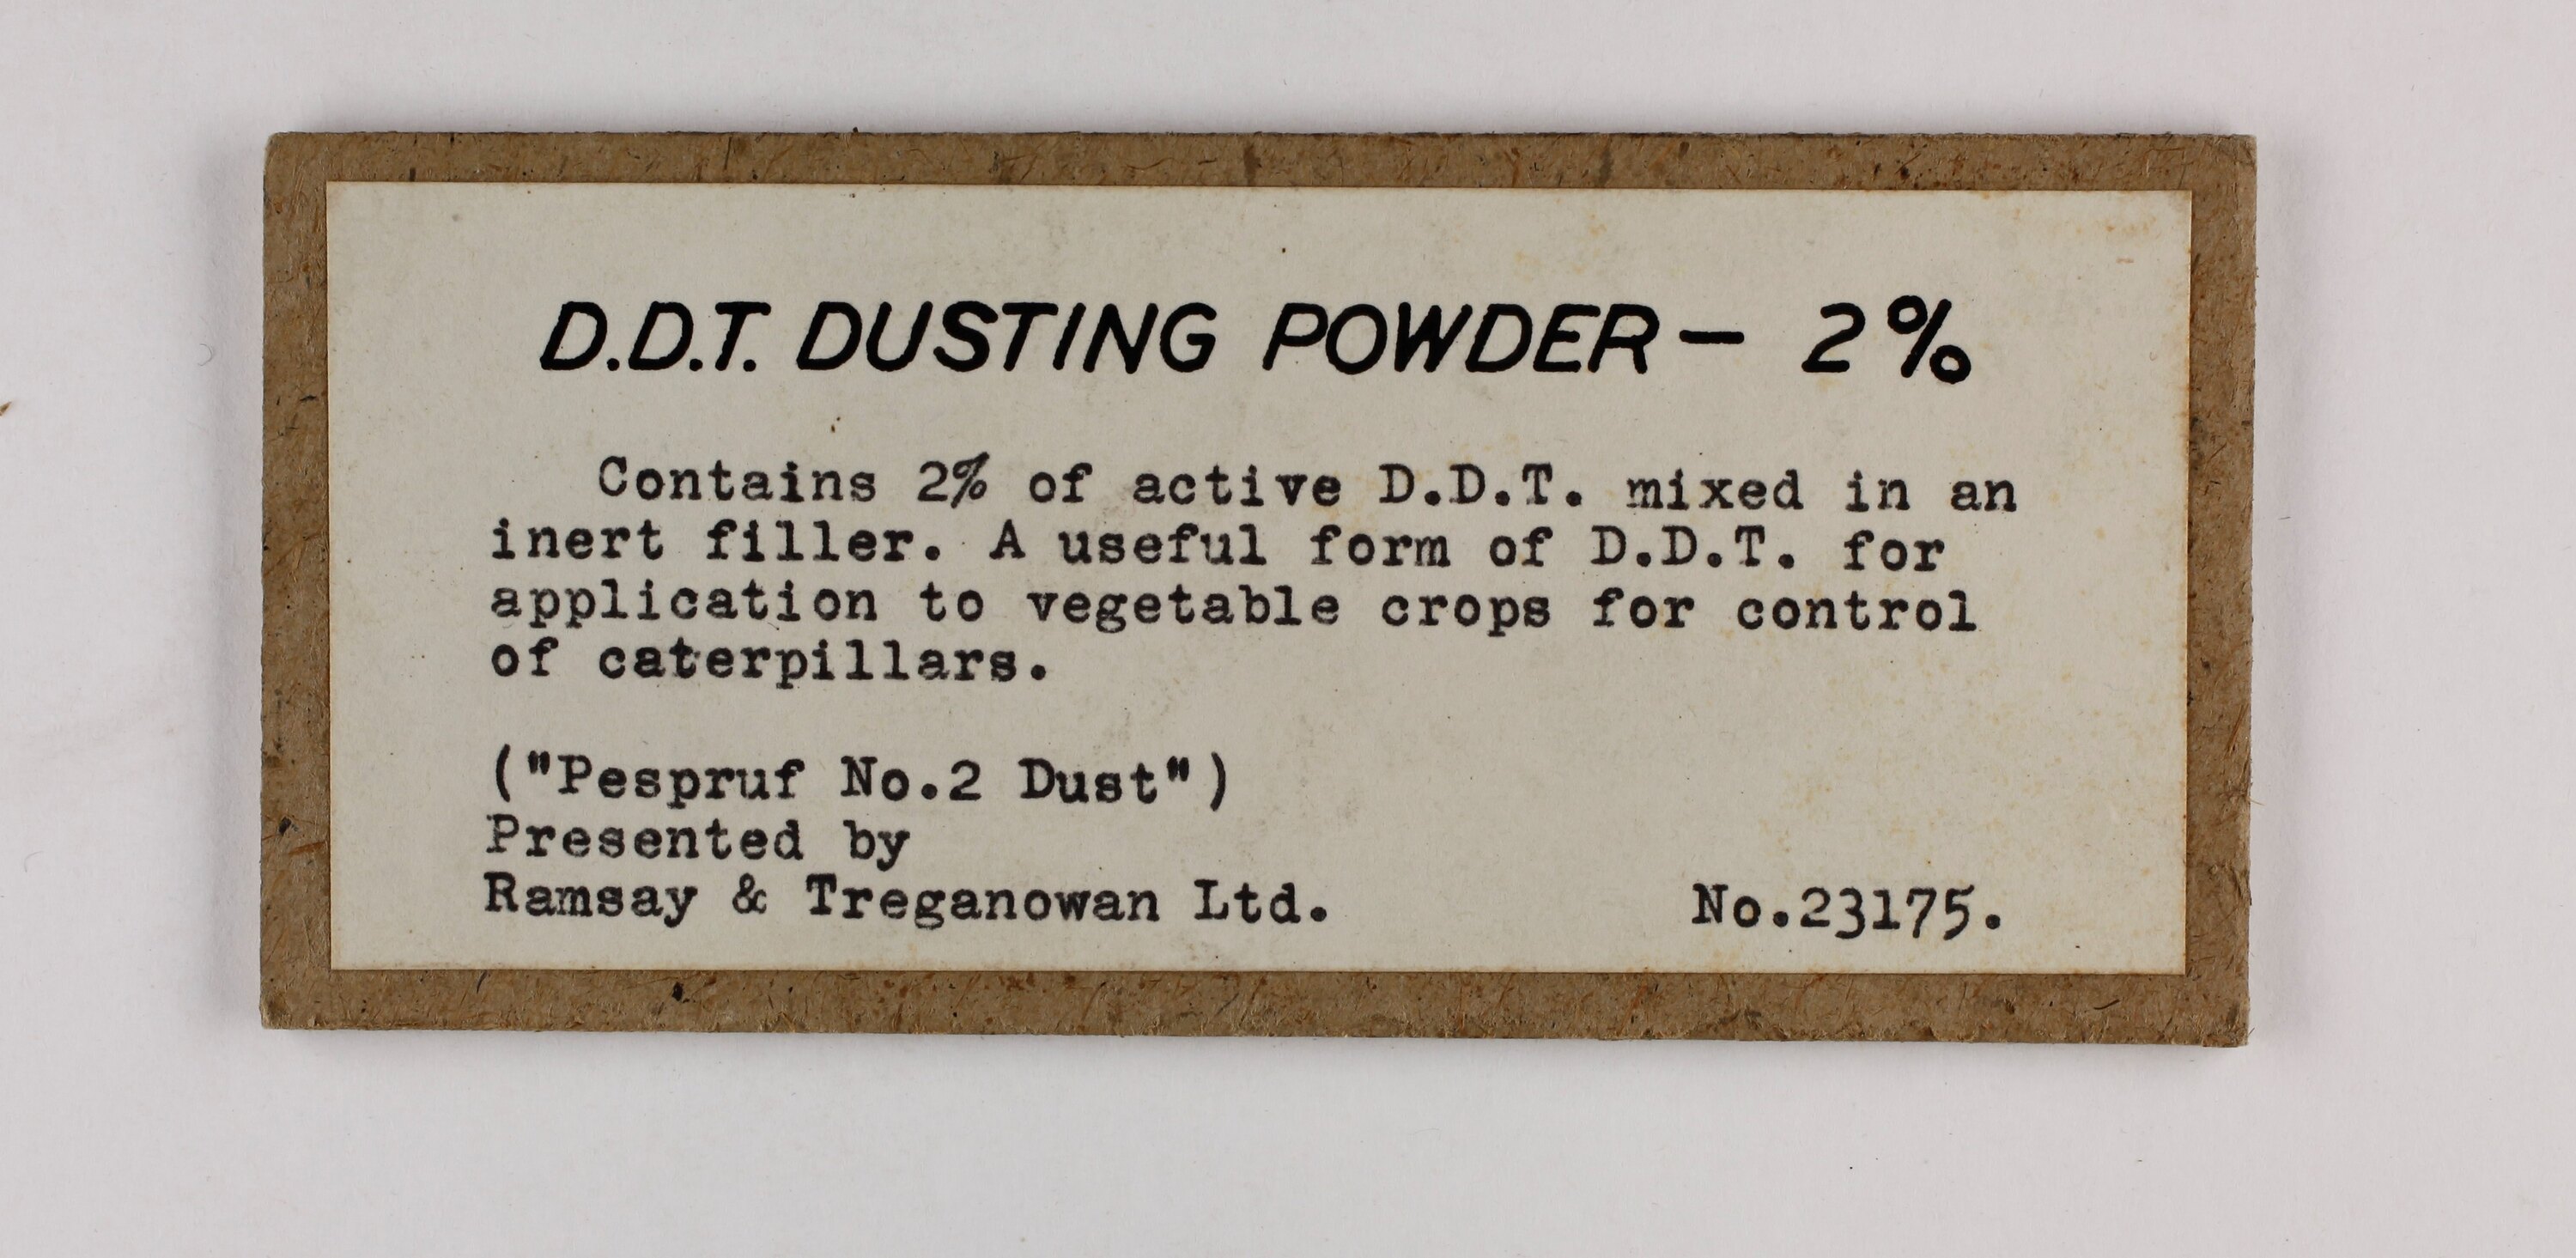 D.D.T. DUSTING POWDER – 2%
Contains 2% of active D.D.T. mixed in an
inert filler. A useful form of D.D.T. for
application to vegetable crops for control
of caterpillars.
("Pespruf No.2 Dust")
Presented by
Ramsay & Treganowan Ltd.
No.23175.